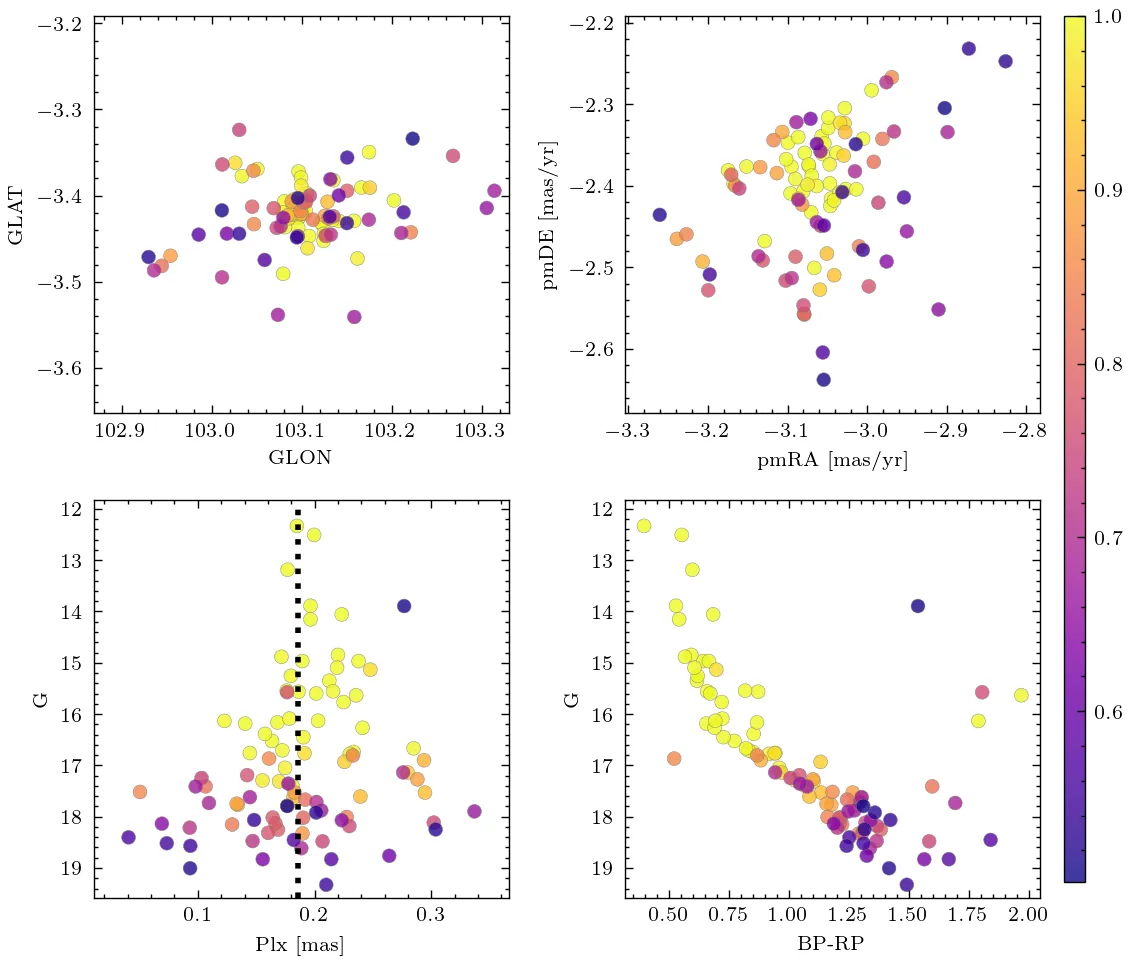 −3.2
−3.3
−3.4
−3.5
−3.6
GLAT
102.9 103.0 103.1 103.2 103.3
GLON
−2.2
−2.3
−2.4
−2.5
−2.6
pmDE [mas/yr]
−3.3 −3.2 −3.1 −3.0 −2.9 −2.8
pmRA [mas/yr]
1.0
0.9
0.8
0.7
0.6
12
13
14
15
16
17
18
19
G
0.1 0.2 0.3
Plx [mas]
12
13
14
15
16
17
18
19
G
0.50 0.75 1.00 1.25 1.50 1.75 2.00
BP-RP